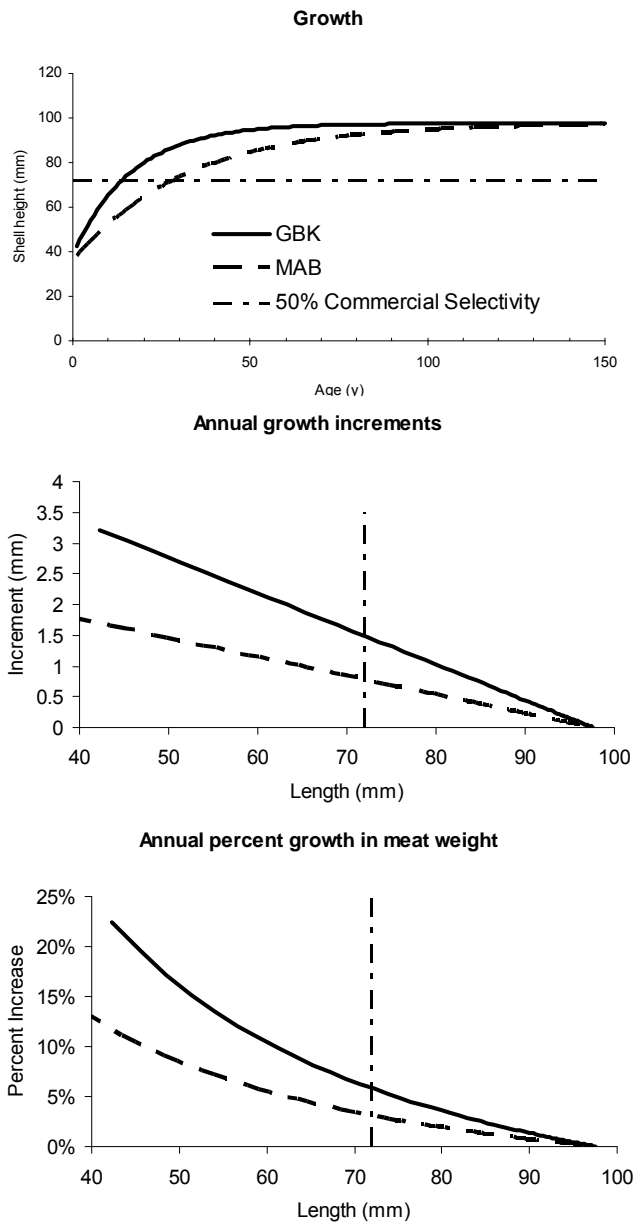 Growth
120
100
80
60
40
20
0
Shell height (mm)
GBK
MAB
50% Commercial Selectivity
0 50 100 150
Age (y)
Annual growth increments
4
3.5
3
2.5
2
1.5
1
0.5
0
Increment (mm)
40 50 60 70 80 90 100
Length (mm)
Annual percent growth in meat weight
25%
20%
15%
10%
5%
0%
Percent Increase
40 50 60 70 80 90 100
Length (mm)